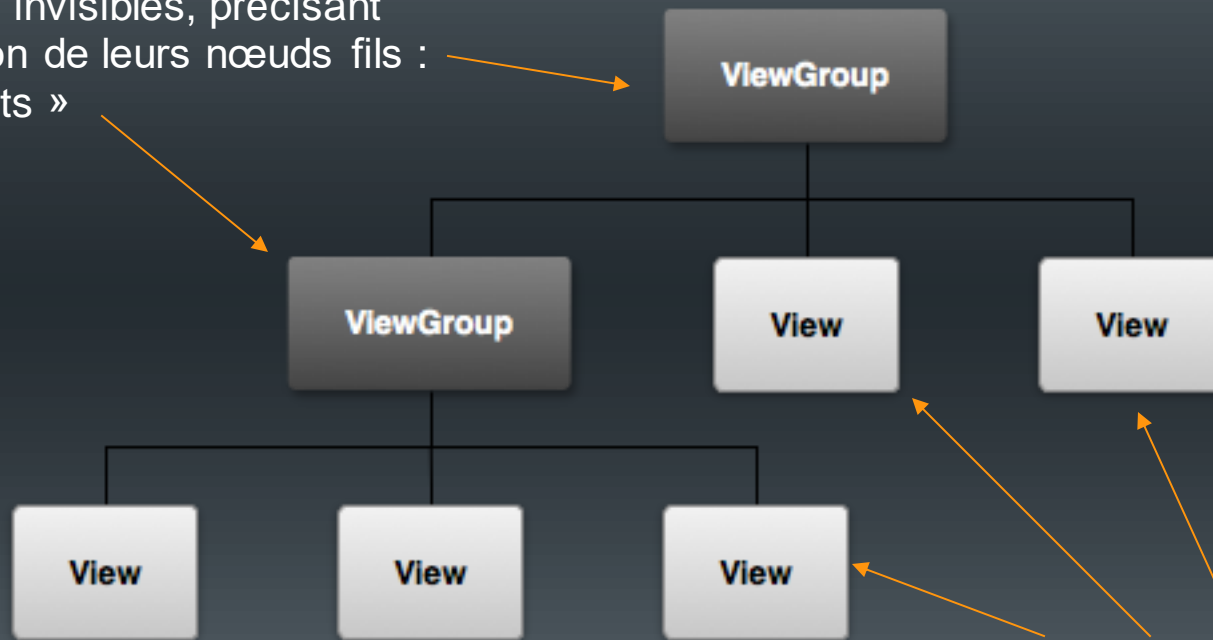 invisibles, précisant
on de leurs nœuds fils :
ts »
ViewGroup
ViewGroup
View
View
View
View
View